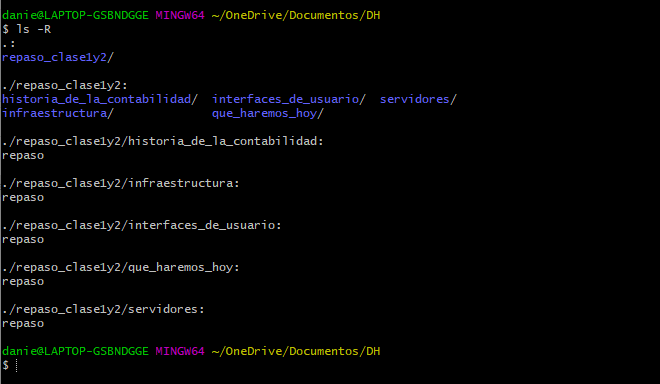 danie@LAPTOP-GSBNDGGE MINGW64 ~/OneDrive/Documentos/DH
$ ls -R
.:
repaso_clase1y2/

./repaso_clase1y2:
historia_de_la_contabilidad/  interfaces_de_usuario/  servidores/
infraestructura/              que_haremos_hoy/

./repaso_clase1y2/historia_de_la_contabilidad:
repaso

./repaso_clase1y2/infraestructura:
repaso

./repaso_clase1y2/interfaces_de_usuario:
repaso

./repaso_clase1y2/que_haremos_hoy:
repaso

./repaso_clase1y2/servidores:
repaso

danie@LAPTOP-GSBNDGGE MINGW64 ~/OneDrive/Documentos/DH
$